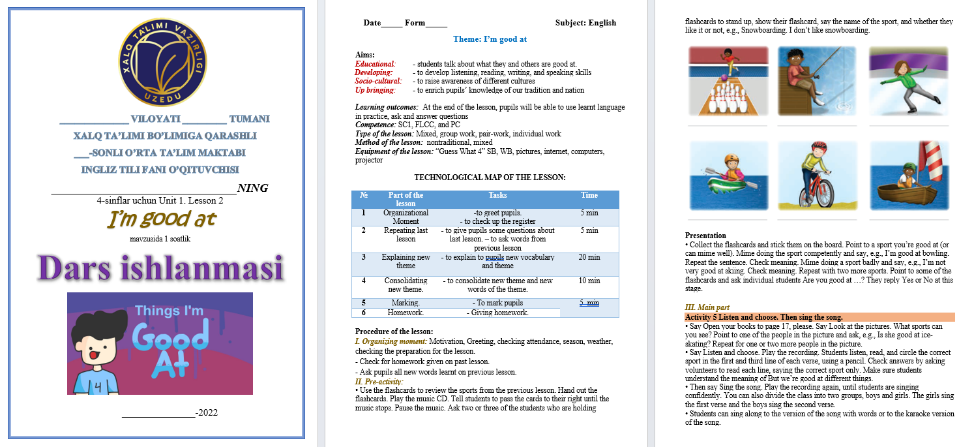 XALQ TALIMI VAZIRLIGI
UZEDU
______________ VILOYATI _________ TUMANI
XALQ TA'LIMI BO'LIMIGA QARASHLI
___-SONLI O'RTA TA'LIM MAKTABI
INGLIZ TILI FANI O'QITUVCHISI
______________________________________NING
4-sinflar uchun Unit 1. Lesson 2
I'm good at
mavzusida 1 soatlik
Dars ishlanmasi
Things I'm
Good
At
_______________-2022
Date_____ Form_____ Subject: English
Theme: I'm good at
Aims:
Educational: - students talk about what they and others are good at.
Developing: - to develop listening, reading, writing, and speaking skills
Socio-cultural: - to raise awareness of different cultures
Up bringing: - to enrich pupils' knowledge of our tradition and nation
Learning outcomes: At the end of the lesson, pupils will be able to use learnt language
in practice, ask and answer questions
Competence: SC1, FLCC, and PC
Type of the lesson: Mixed, group work, pair-work, individual work
Method of the lesson: nontraditional, mixed
Equipment of the lesson: "Guess What 4" SB, WB, pictures, internet, computers,
projector
TECHNOLOGICAL MAP OF THE LESSON:
№ Part of the Tasks Time
lesson
1 Organizational -to greet pupils. 5 min
Moment - to check up the register
2 Repeating last - to give pupils some questions about 5 min
lesson last lesson. – to ask words from
previous lesson
3 Explaining new - to explain to pupils new vocabulary 20 min
theme and theme
4 Consolidating - to consolidate new theme and new 10 min
new theme. words of the theme.
5 Marking. - To mark pupils 5 min
6 Homework. - Giving homework.
Procedure of the lesson:
I. Organizing moment: Motivation, Greeting, checking attendance, season, weather,
checking the preparation for the lesson.
- Check for homework given on past lesson.
- Ask pupils all new words learnt on previous lesson.
II. Pre-activity:
• Use the flashcards to review the sports from the previous lesson. Hand out the
flashcards. Play the music CD. Tell students to pass the cards to their right until the
music stops. Pause the music. Ask two or three of the students who are holding
flashcards to stand up, show their flashcard, say the name of the sport, and whether they
like it or not, e.g., Snowboarding. I don't like snowboarding.
Presentation
• Collect the flashcards and stick them on the board. Point to a sport you're good at (or
can mime well). Mime doing the sport competently and say, e.g., I'm good at bowling.
Repeat the sentence. Check meaning. Mime doing a sport badly and say, e.g., I'm not
very good at skiing. Check meaning. Repeat with two more sports. Point to some of the
flashcards and ask individual students Are you good at …? They reply Yes or No at this
stage.
III. Main part
Activity 5 Listen and choose. Then sing the song.
• Say Open your books to page 17, please. Say Look at the pictures. What sports can
you see? Point to one of the people in the picture and ask, e.g., Is she good at ice-
skating? Repeat for one or two more people in the picture.
• Say Listen and choose. Play the recording. Students listen, read, and circle the correct
sport in the first and third line of each verse, using a pencil. Check answers by asking
volunteers to read each line, saying the correct sport only. Make sure students
understand the meaning of But we're good at different things.
• Then say Sing the song. Play the recording again, until students are singing
confidently. You can also divide the class into two groups, boys and girls. The girls sing
the first verse and the boys sing the second verse.
• Students can sing along to the version of the song with words or to the karaoke version
of the song.